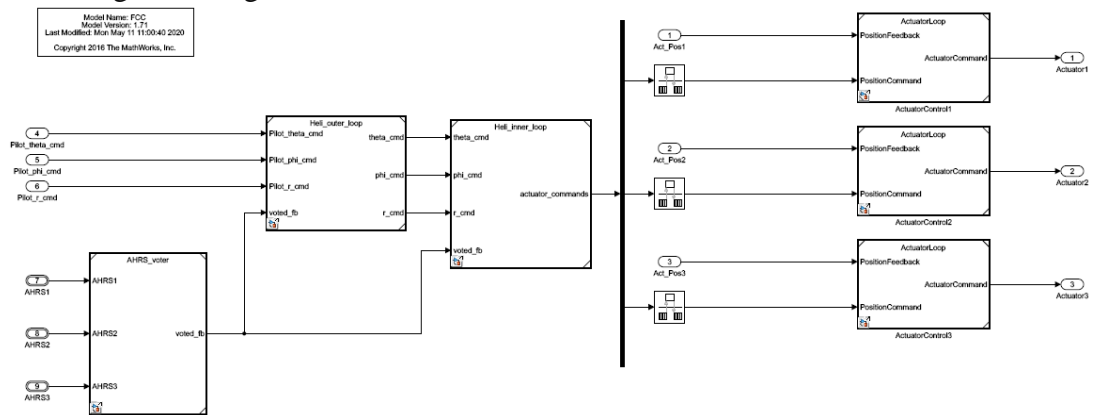 Model Name: FCC
Model Version: 1.71
Last Modified: Mon May 11 11:00:40 2020
Copyright 2016 The MathWorks, Inc.
4
Pilot_theta_cmd
5
Pilot_phi_cmd
6
Pilot_r_cmd
Heli_outer_loop
Pilot_theta_cmd
Pilot_phi_cmd
Pilot_r_cmd
voted_fb
theta_cmd
phi_cmd
r_cmd
Heli_inner_loop
theta_cmd
phi_cmd
r_cmd
voted_fb
actuator_commands
7
AHRS1
8
AHRS2
9
AHRS3
AHRS_voter
AHRS1
AHRS2
AHRS3
voted_fb
1
Act_Pos1
ActuatorLoop
PositionFeedback
ActuatorCommand
PositionCommand
ActuatorControl1
1
Actuator1
2
Act_Pos2
ActuatorLoop
PositionFeedback
ActuatorCommand
PositionCommand
ActuatorControl2
2
Actuator2
3
Act_Pos3
ActuatorLoop
PositionFeedback
ActuatorCommand
PositionCommand
ActuatorControl3
3
Actuator3